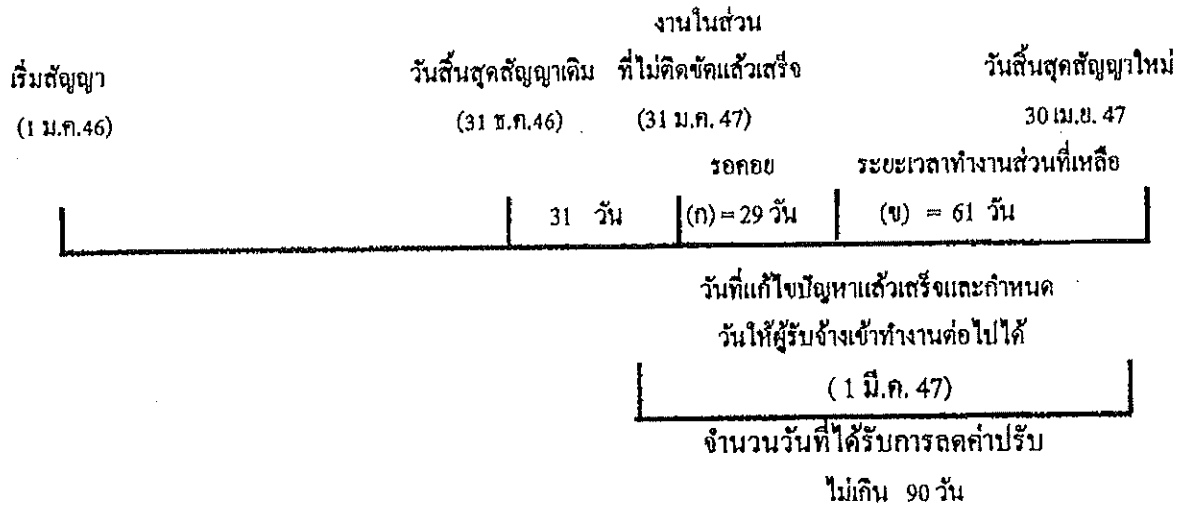 งานในส่วน
เริ่มสัญญา วันสิ้นสุดสัญญาเดิม ที่ไม่ติดขัดแล้วเสร็จ วันสิ้นสุดสัญญาใหม่
(1 ม.ค.46) (31 ธ.ค.46) (31 ม.ค. 47) 30 เม.ย. 47
รอคอย ระยะเวลาทำงานส่วนที่เหลือ
31 วัน (ก) = 29 วัน (ข) = 61 วัน
วันที่แก้ไขปัญหาแล้วเสร็จและกำหนด
วันให้ผู้รับจ้างเข้าทำงานต่อไปได้
( 1 มี.ค. 47)
จำนวนวันที่ได้รับการลดค่าปรับ
ไม่เกิน 90 วัน